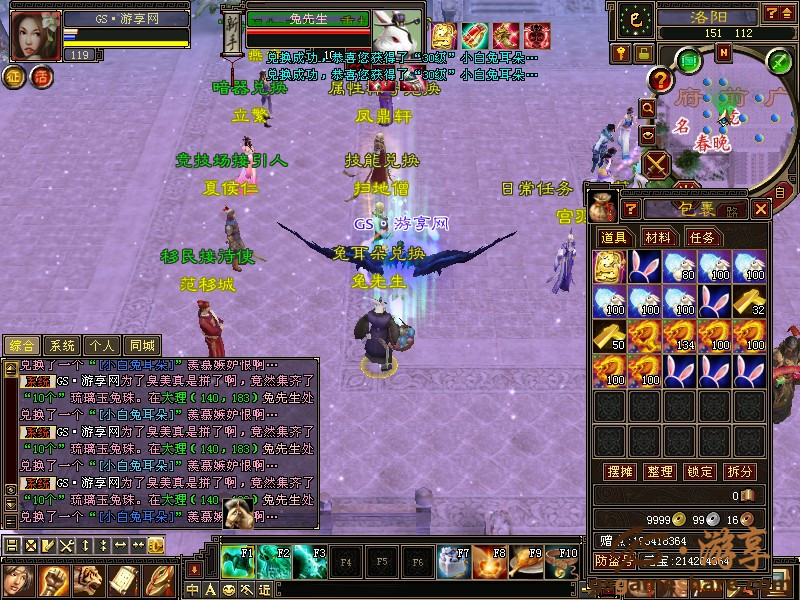 GS·游享网
119
新手
兔先生
兑换成功，恭喜您获得了“30级”小白兔耳朵…
兑换成功，恭喜您获得了“30级”小白兔耳朵…
洛阳
151 112
N
名
春晚
自
暗器兑换
立繁
凤鼎轩
竞技场接引人
夏侯仁
技能兑换
扫地僧
日常任务
GS·游享网
兔耳朵兑换
兔先生
移民接待使
范移城
包裹
道具 材料 任务
80 100 100
100 100 100 32
50 134 100 100
100 100
摆摊 整理 锁定 拆分
0
9999 99 16
综合 系统 个人 同城
兑换了一个“[小白兔耳朵]”羡慕嫉妒恨啊…
系统 GS·游享网为了臭美真是拼了啊，竟然集齐了
“10个”琉璃玉兔珠。在大理（140，183）兔先生处
兑换了一个“[小白兔耳朵]”羡慕嫉妒恨啊…
系统 GS·游享网为了臭美真是拼了啊，竟然集齐了
“10个”琉璃玉兔珠。在大理（140，183）兔先生处
兑换了一个“[小白兔耳朵]”羡慕嫉妒恨啊…
系统 GS·游享网为了臭美真是拼了啊，竟然集齐了
“10个”琉璃玉兔珠。在大理（140，183）兔先生处
兑换了一个“[小白兔耳朵]”羡慕嫉妒恨啊…
F1 F2 F3 F4 F5 F6 F7 F8 F9 F10
中 A 近